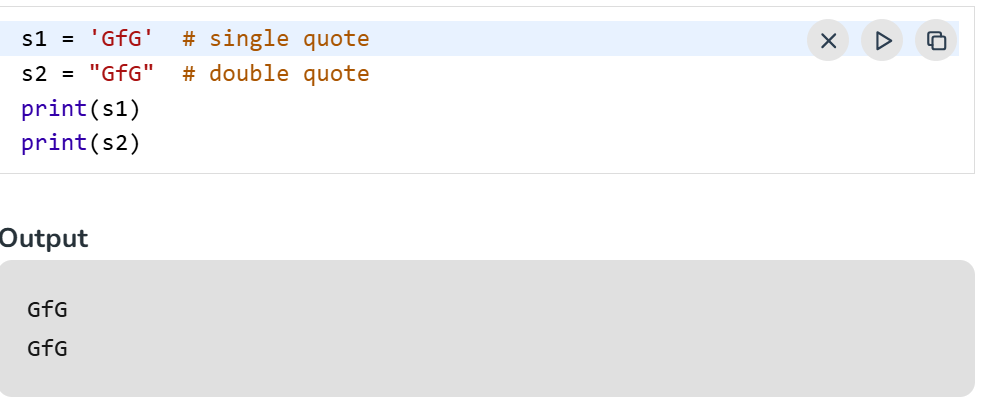 s1 = 'GfG'  # single quote
s2 = "GfG"  # double quote
print(s1)
print(s2)
Output
GfG
GfG